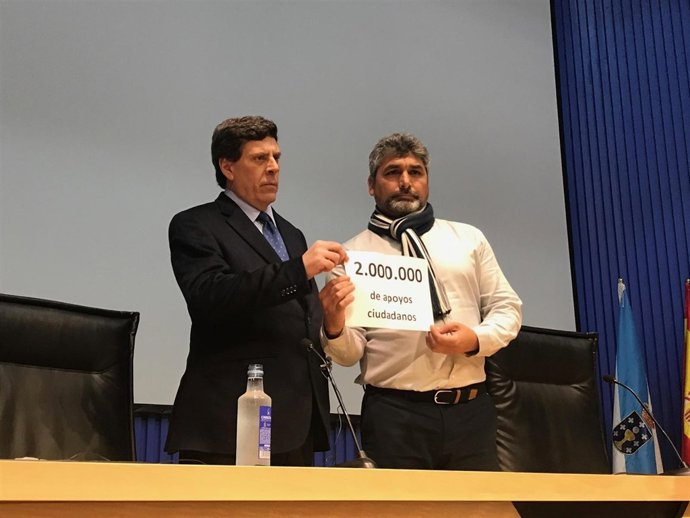 2.000.000
de apoyos
ciudadanos